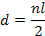 d = nl/2